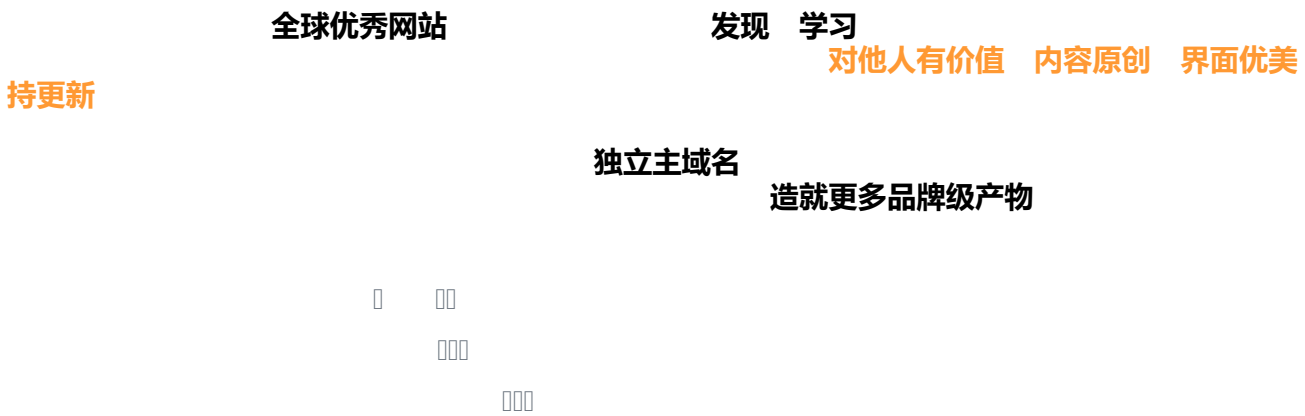 全球优秀网站 发现 学习
对他人有价值 内容原创 界面优美
持更新
独立主域名
造就更多品牌级产物